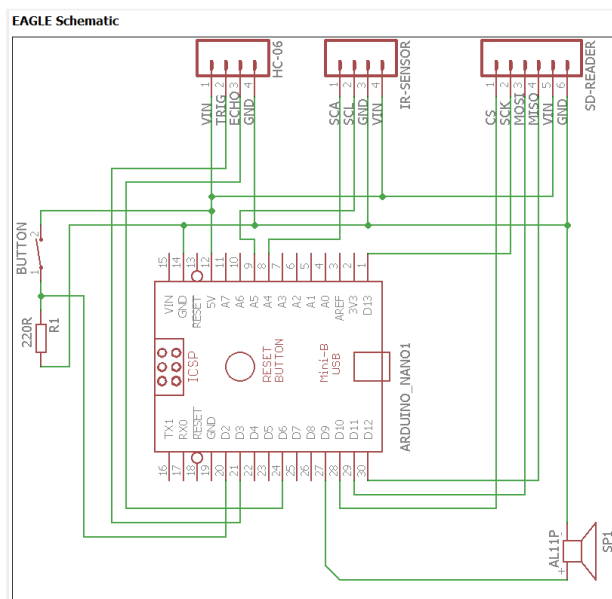 EAGLE Schematic
HC-06
1 2 3 4
VIN
TRIG
ECHO
GND
IR-SENSOR
1 2 3 4
SCA
SCL
GND
VIN
SD-READER
1 2 3 4 5 6
CS
SCK
MOSI
MISO
VIN
GND
BUTTON
2
1
220R
R1
15 14 13 12 11 10 9 8 7 6 5 4 3 2 1
VIN
GND
RESET
5V
A7
A6
A5
A4
A3
A2
A1
A0
AREF
3V3
D13
ICSP
RESET
BUTTON
Mini-B
USB
ARDUINO_NANO1
TX1
RX0
RESET
GND
D2
D3
D4
D5
D6
D7
D8
D9
D10
D11
D12
16 17 18 19 20 21 22 23 24 25 26 27 28 29 30
AL11P
-
+
SP1